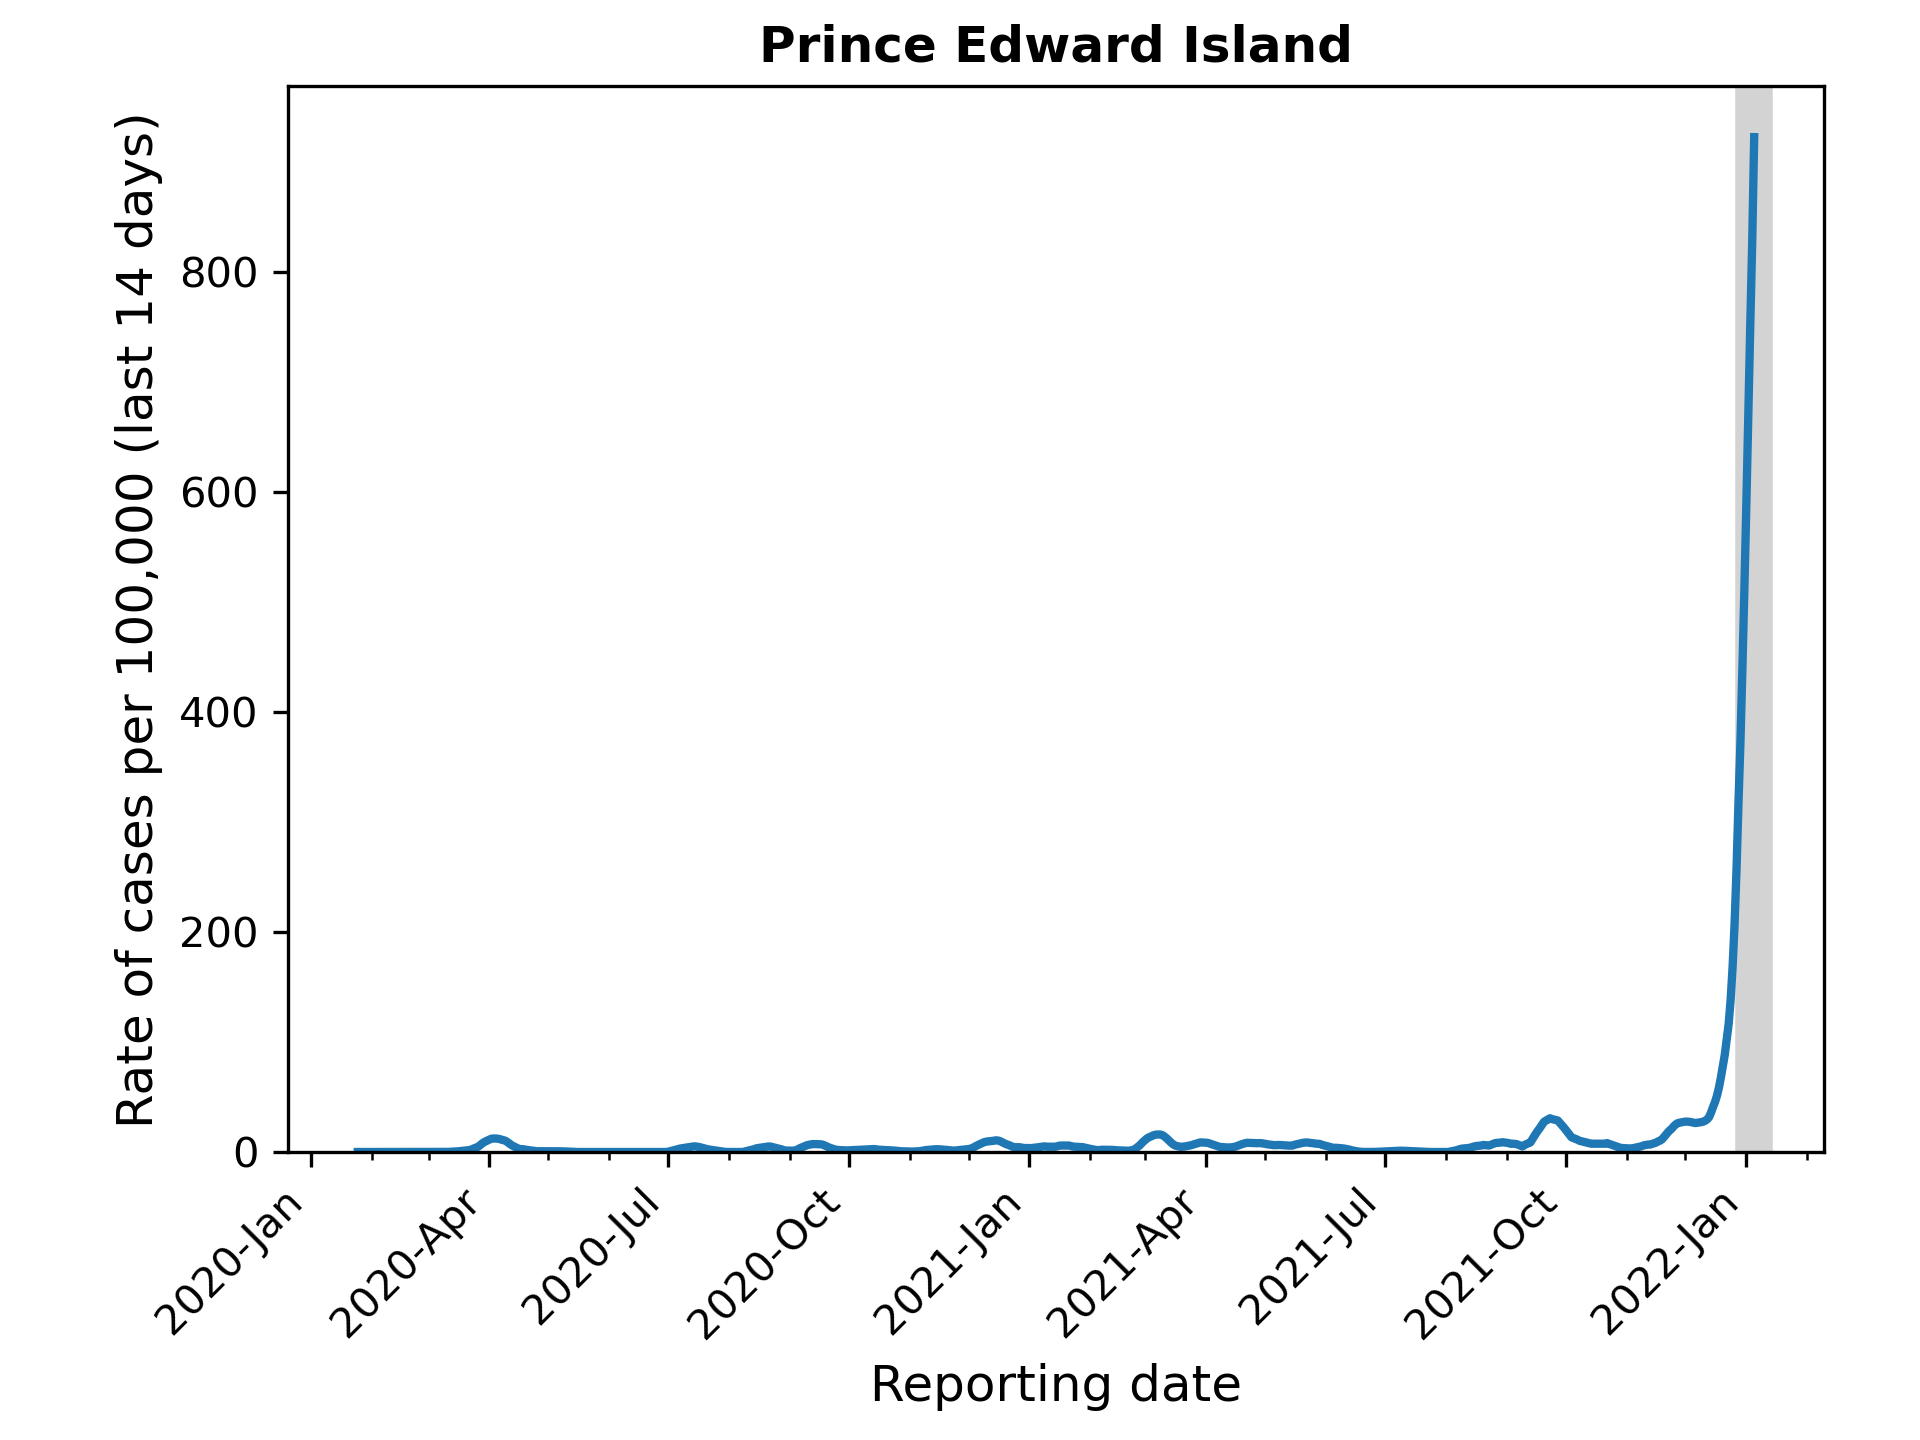 Prince Edward Island
Rate of cases per 100,000 (last 14 days)
800
600
400
200
0
2020-Jan
2020-Apr
2020-Jul
2020-Oct
2021-Jan
2021-Apr
2021-Jul
2021-Oct
2022-Jan
Reporting date